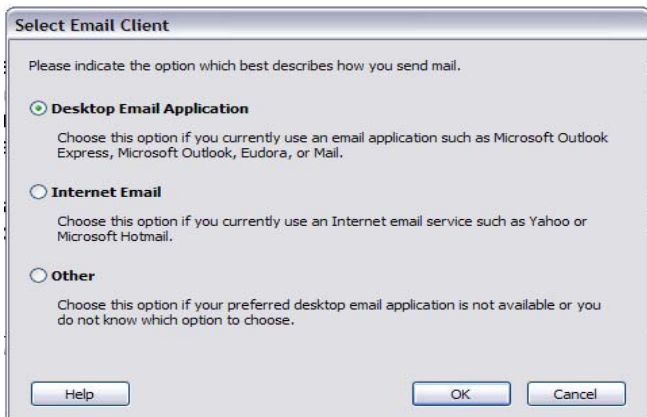 Select Email Client
Please indicate the option which best describes how you send mail.
Desktop Email Application
Choose this option if you currently use an email application such as Microsoft Outlook
Express, Microsoft Outlook, Eudora, or Mail.
Internet Email
Choose this option if you currently use an Internet email service such as Yahoo or
Microsoft Hotmail.
Other
Choose this option if your preferred desktop email application is not available or you
do not know which option to choose.
Help
OK
Cancel